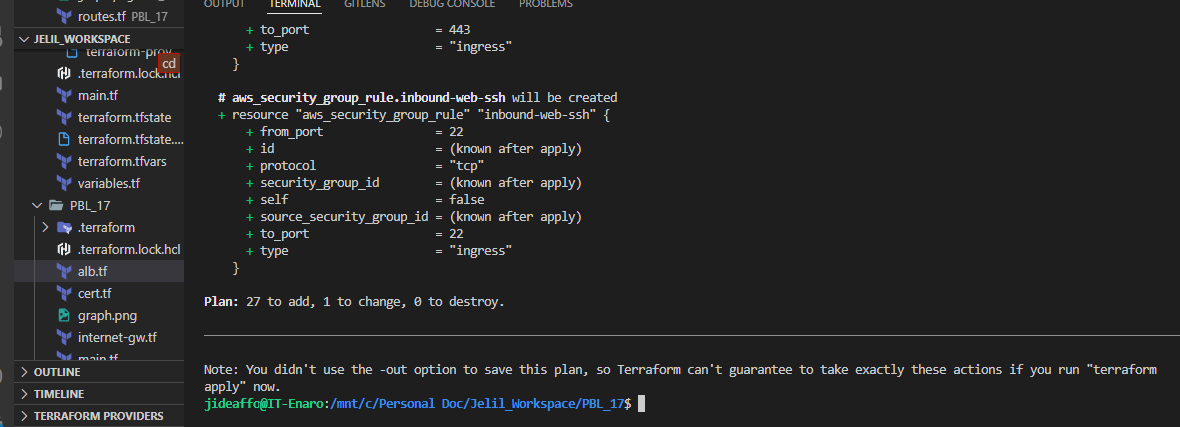 OUTPUT TERMINAL GITLENS DEBUG CONSOLE PROBLEMS
routes.tf PBL_17
JELIL_WORKSPACE
terraform-prov
cd
.terraform.lock.hcl
main.tf
terraform.tfstate
terraform.tfstate....
terraform.tfvars
variables.tf
PBL_17
.terraform
.terraform.lock.hcl
alb.tf
cert.tf
graph.png
internet-gw.tf
main.tf
OUTLINE
TIMELINE
TERRAFORM PROVIDERS
+ to_port = 443
+ type = "ingress"
}
# aws_security_group_rule.inbound-web-ssh will be created
+ resource "aws_security_group_rule" "inbound-web-ssh" {
+ from_port = 22
+ id = (known after apply)
+ protocol = "tcp"
+ security_group_id = (known after apply)
+ self = false
+ source_security_group_id = (known after apply)
+ to_port = 22
+ type = "ingress"
}
Plan: 27 to add, 1 to change, 0 to destroy.
Note: You didn't use the -out option to save this plan, so Terraform can't guarantee to take exactly these actions if you run "terraform
apply" now.
jideaffo@IT-Enaro:/mnt/c/Personal Doc/Jelil_Workspace/PBL_17$